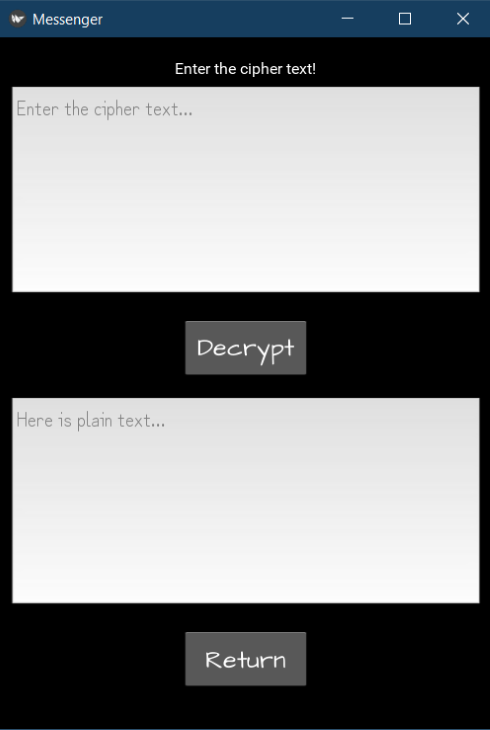 Messenger
Enter the cipher text!
Enter the cipher text...
Decrypt
Here is plain text...
Return